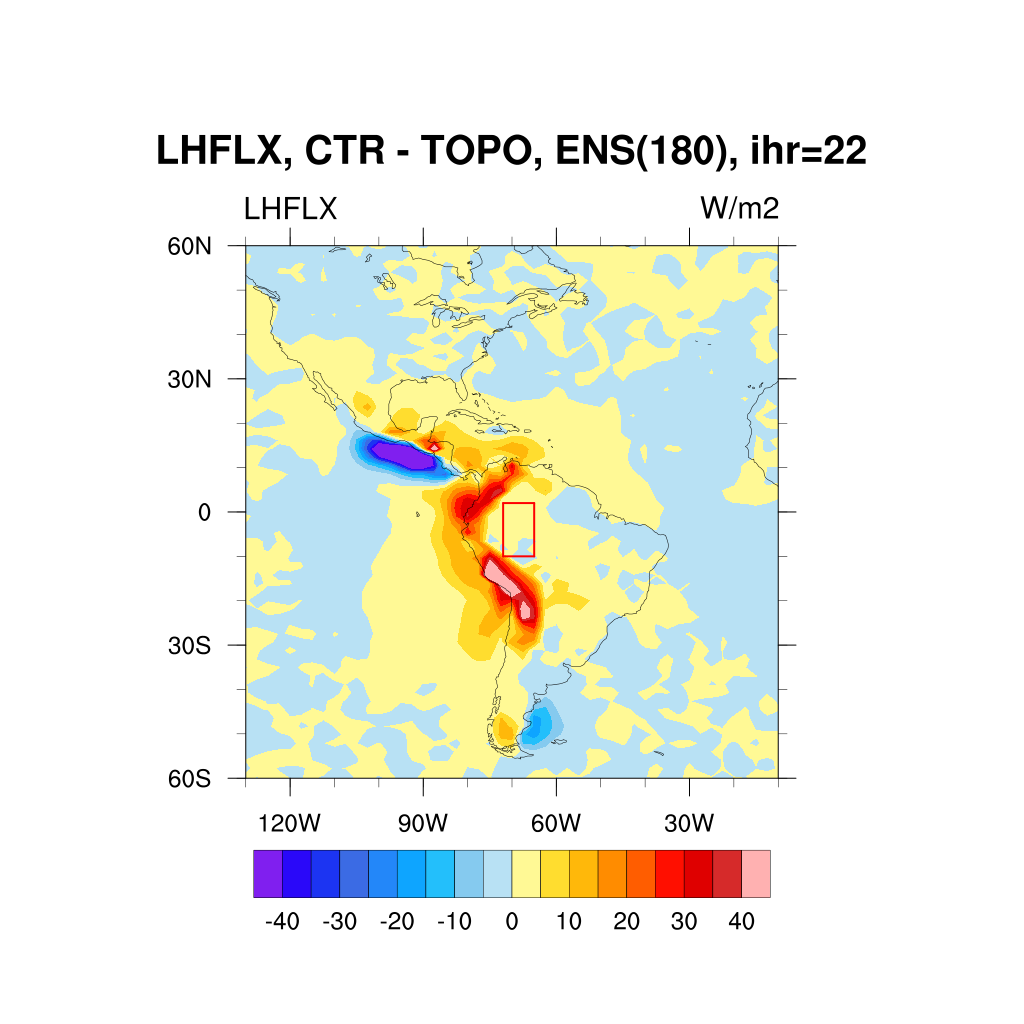 LHFLX, CTR - TOPO, ENS(180), ihr=22
LHFLX W/m2
60N
30N
0
30S
60S
120W 90W 60W 30W
-40 -30 -20 -10 0 10 20 30 40